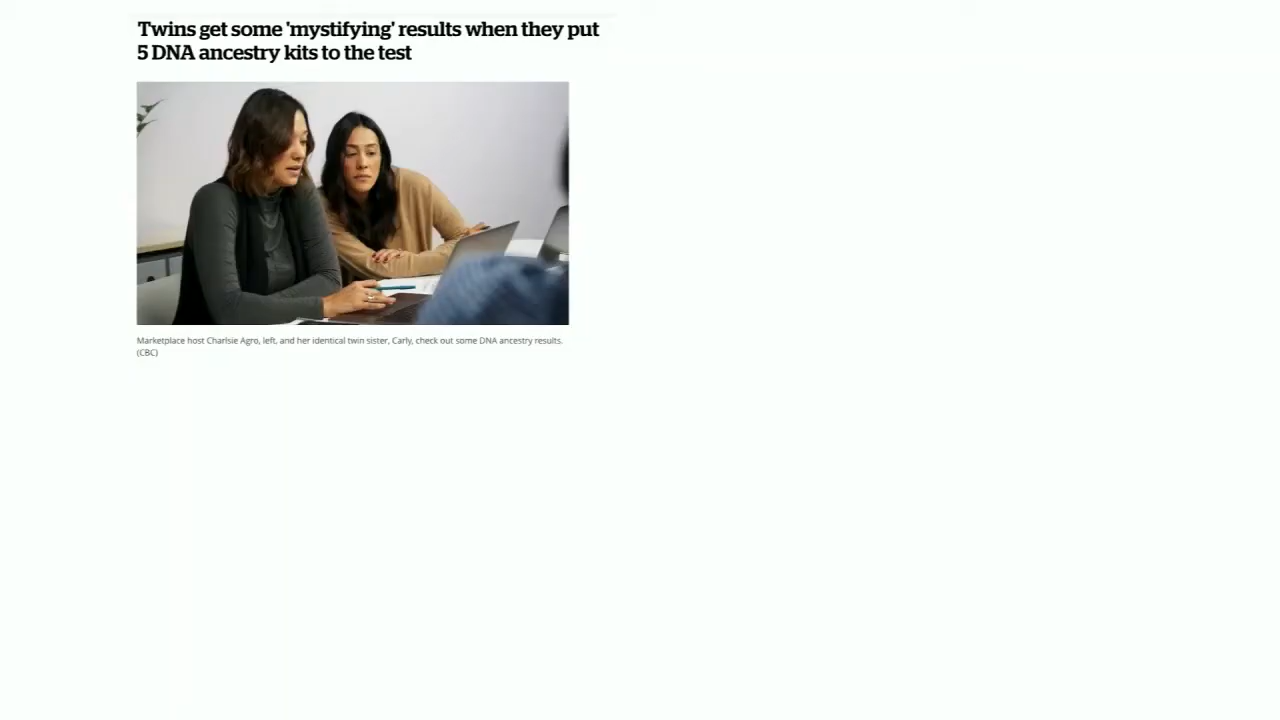 Twins get some 'mystifying' results when they put
5 DNA ancestry kits to the test
Marketplace host Charlsie Agro, left, and her identical twin sister, Carly, check out some DNA ancestry results.
(CBC)